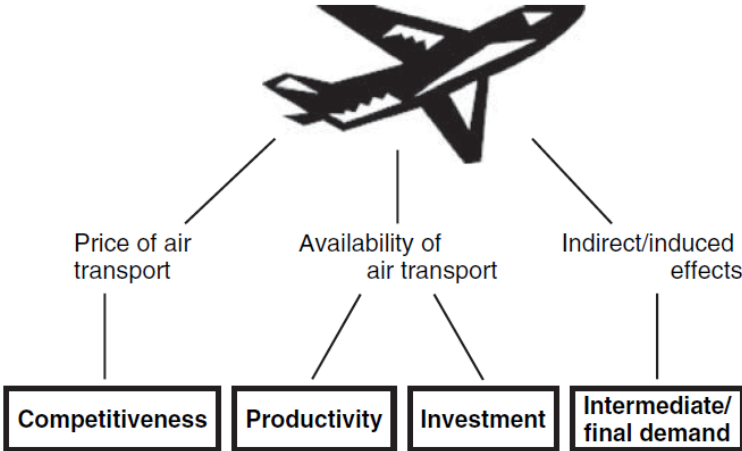 Price of air
transport
Availability of
air transport
Indirect/induced
effects
Competitiveness
Productivity
Investment
Intermediate/
final demand